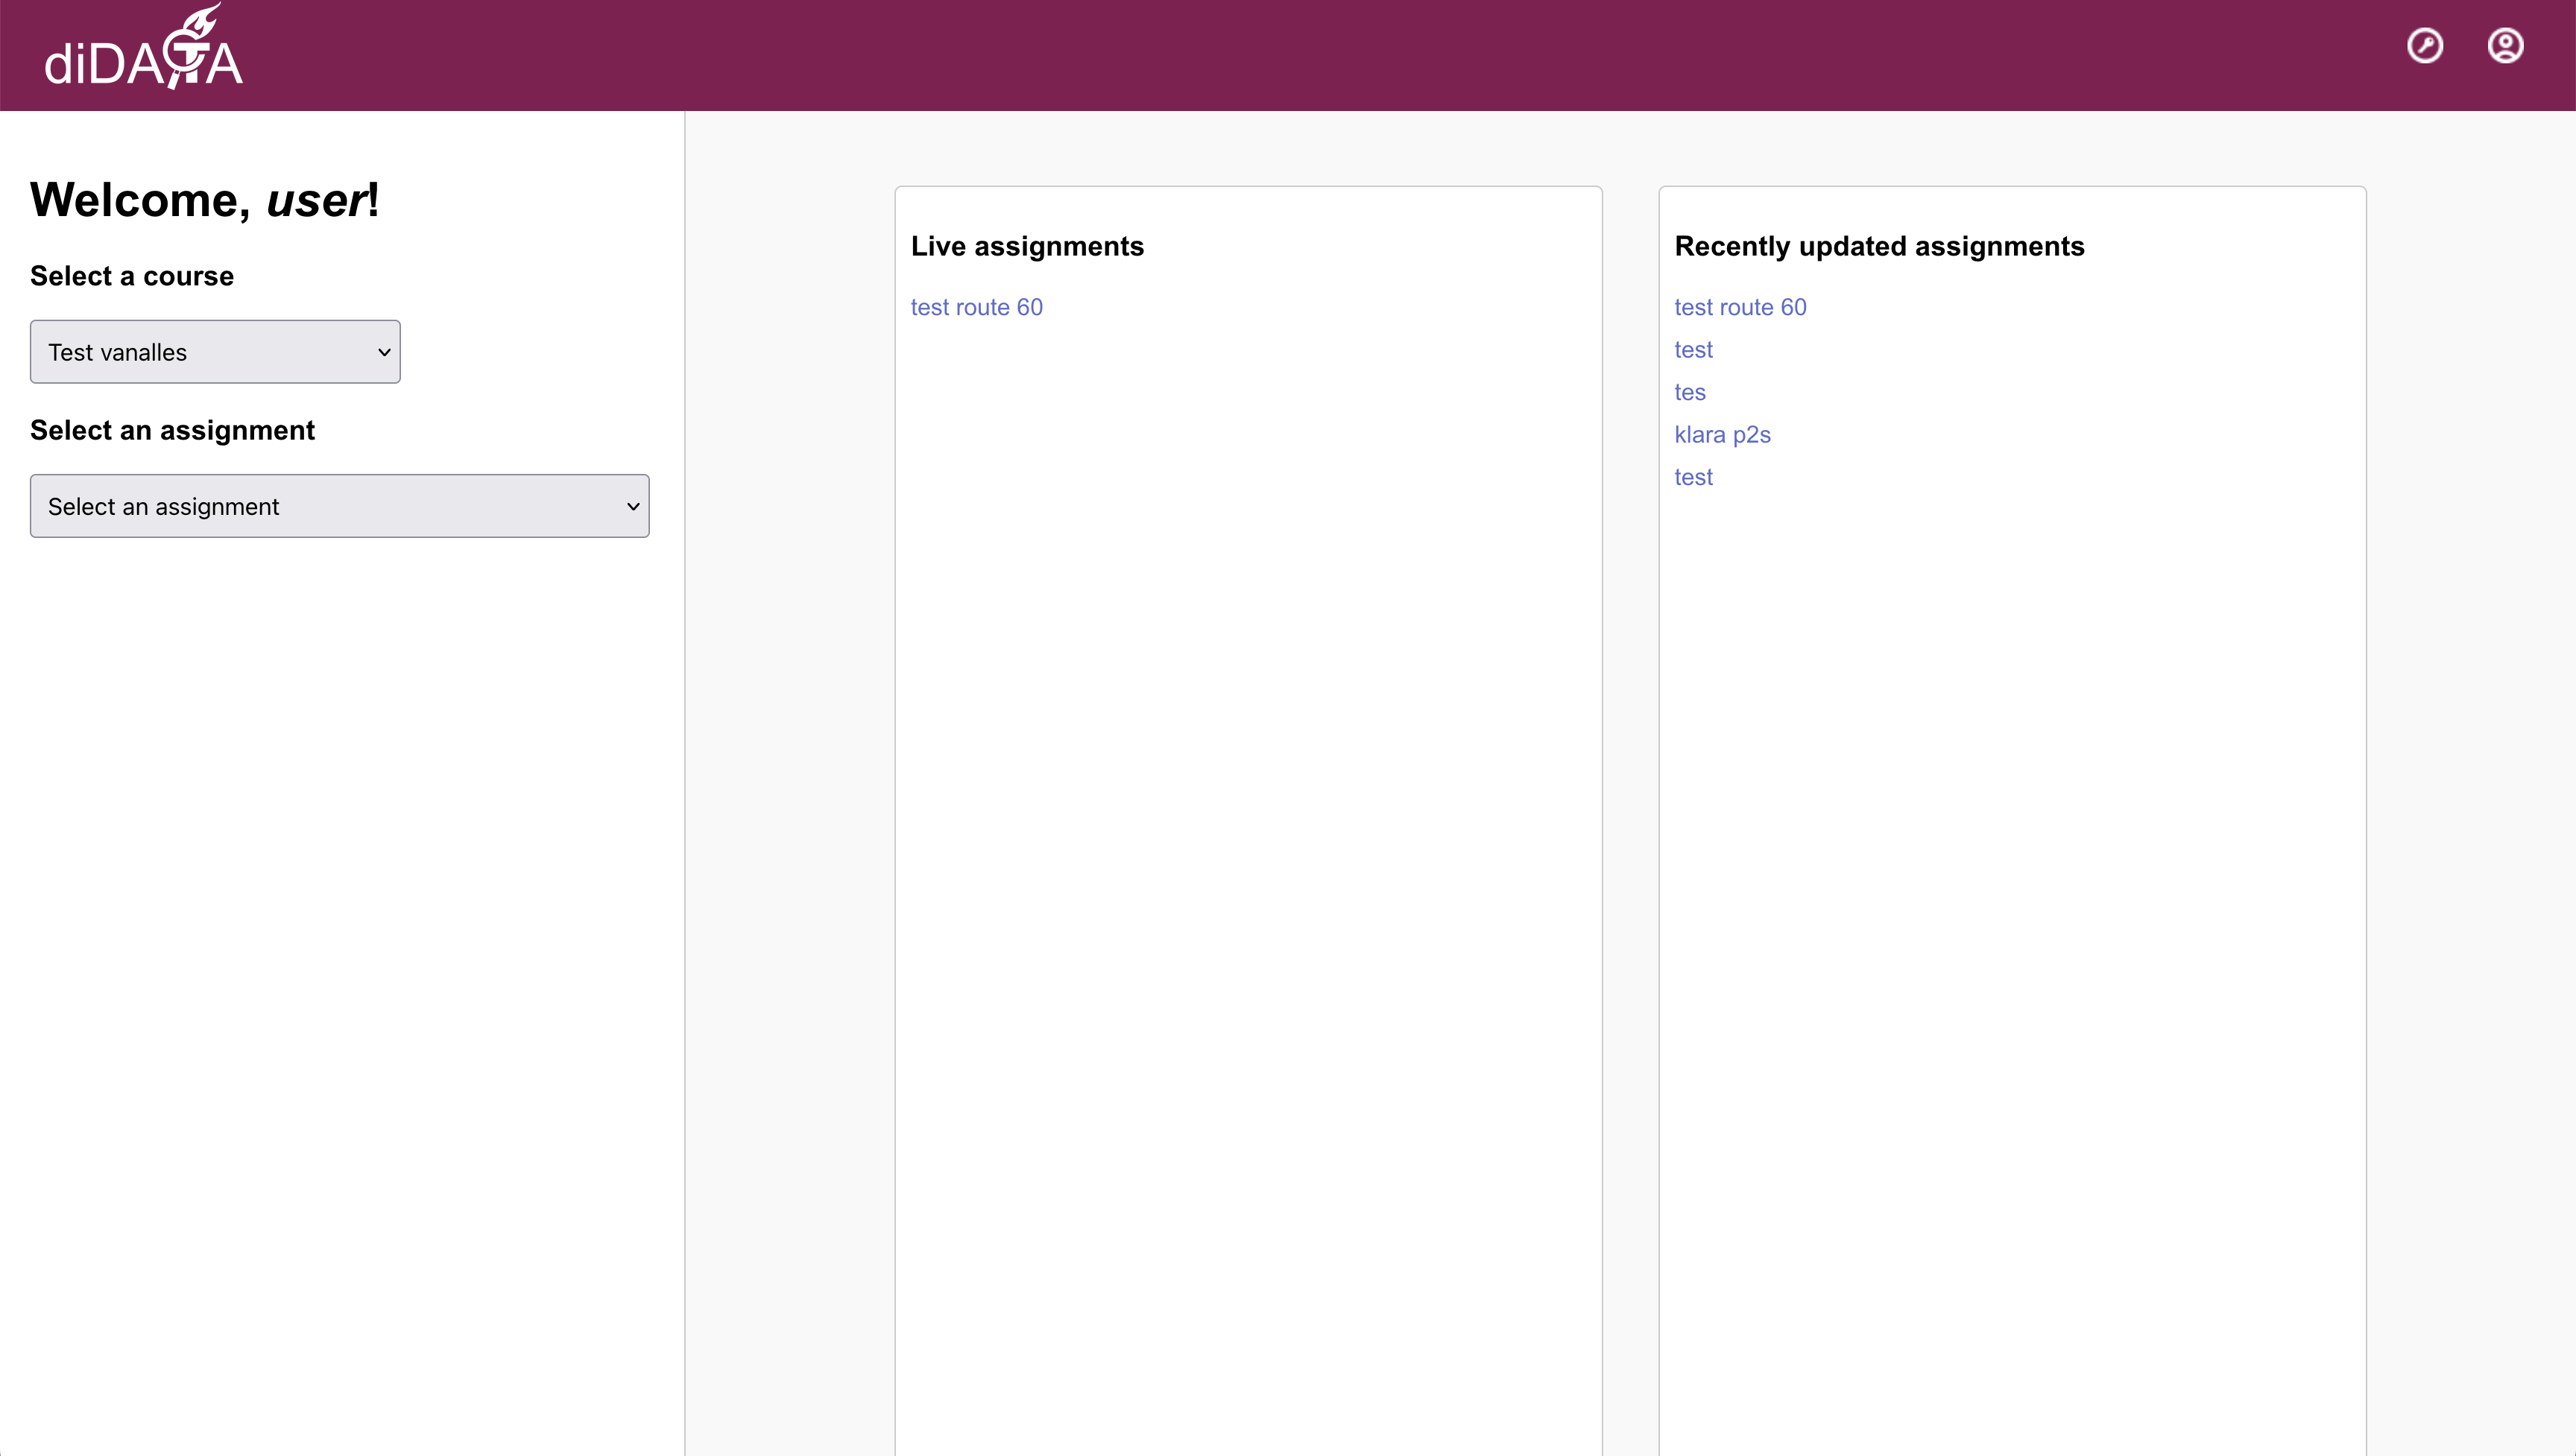 diDATA
Welcome, user!
Select a course
Test vanalles
Select an assignment
Select an assignment
Live assignments
test route 60
Recently updated assignments
test route 60
test
tes
klara p2s
test